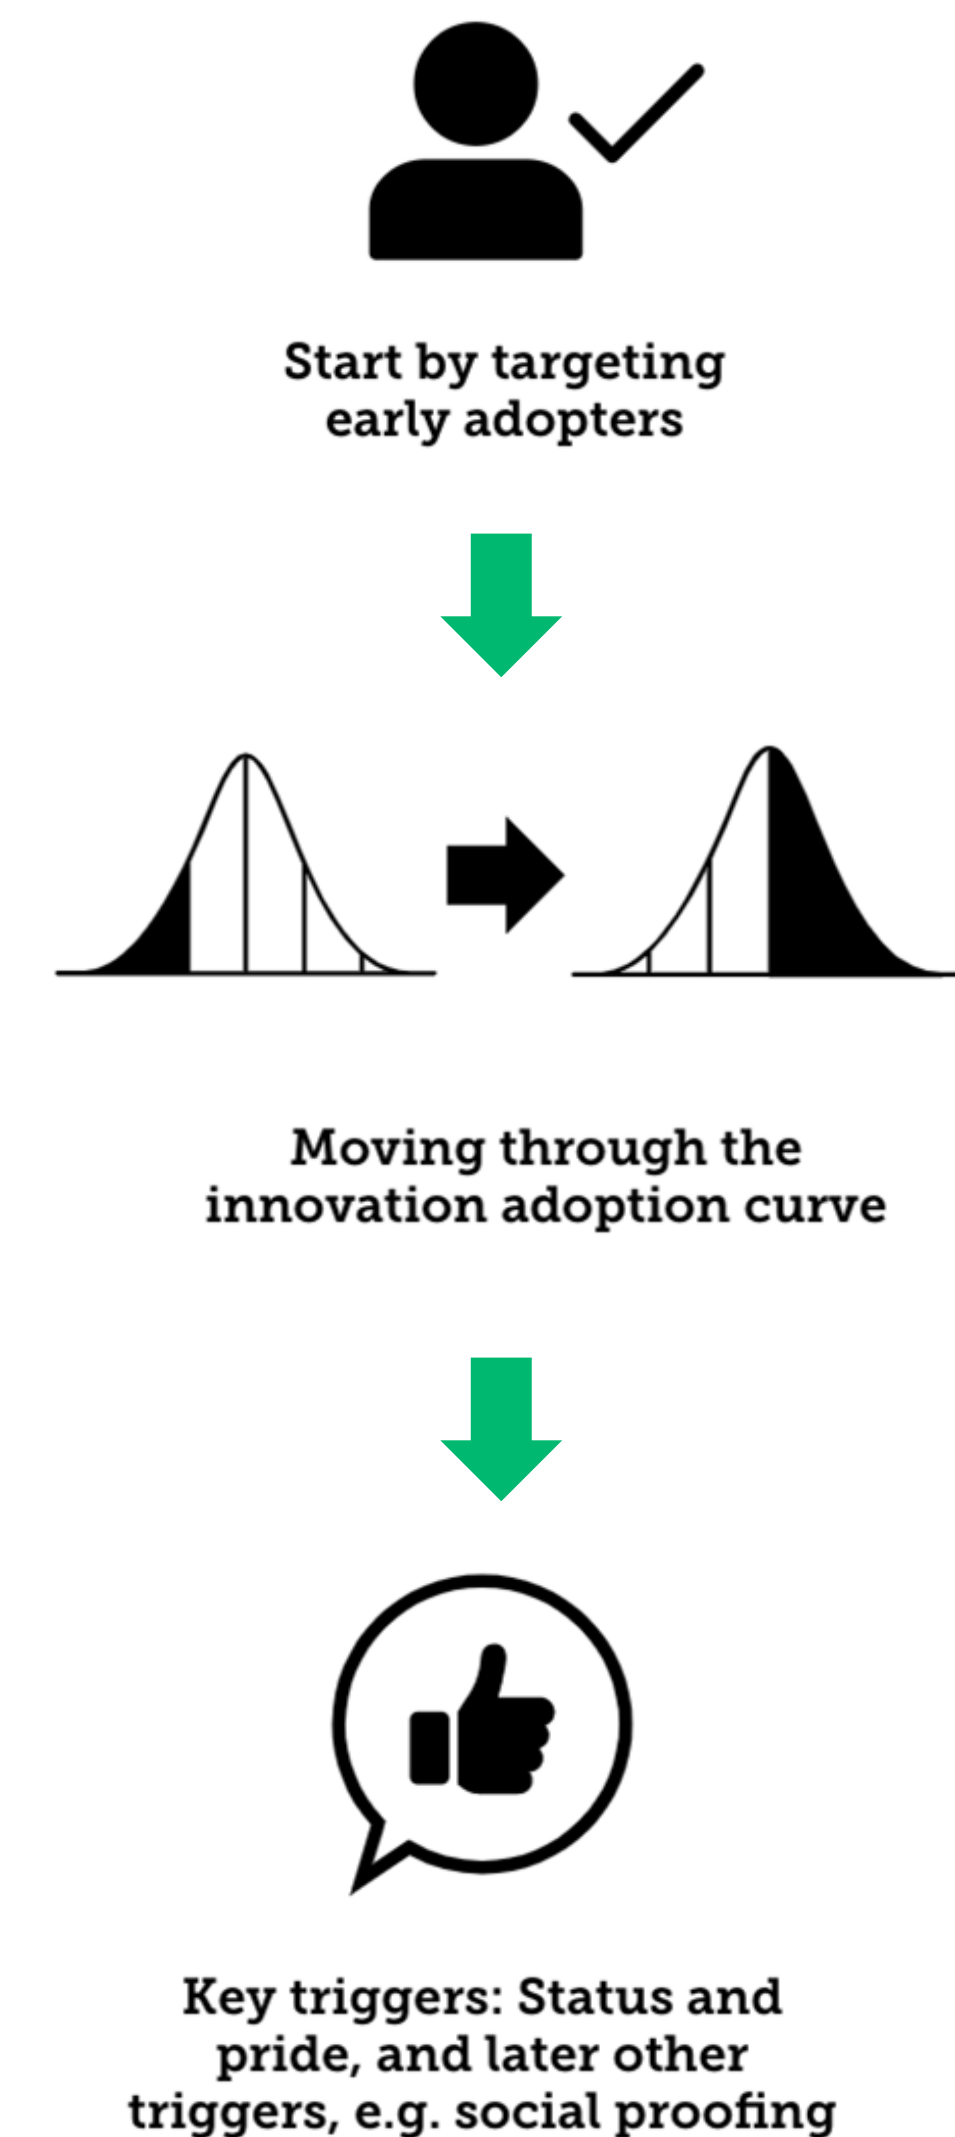 Start by targeting
early adopters
Moving through the
innovation adoption curve
Key triggers: Status and
pride, and later other
triggers, e.g. social proofing